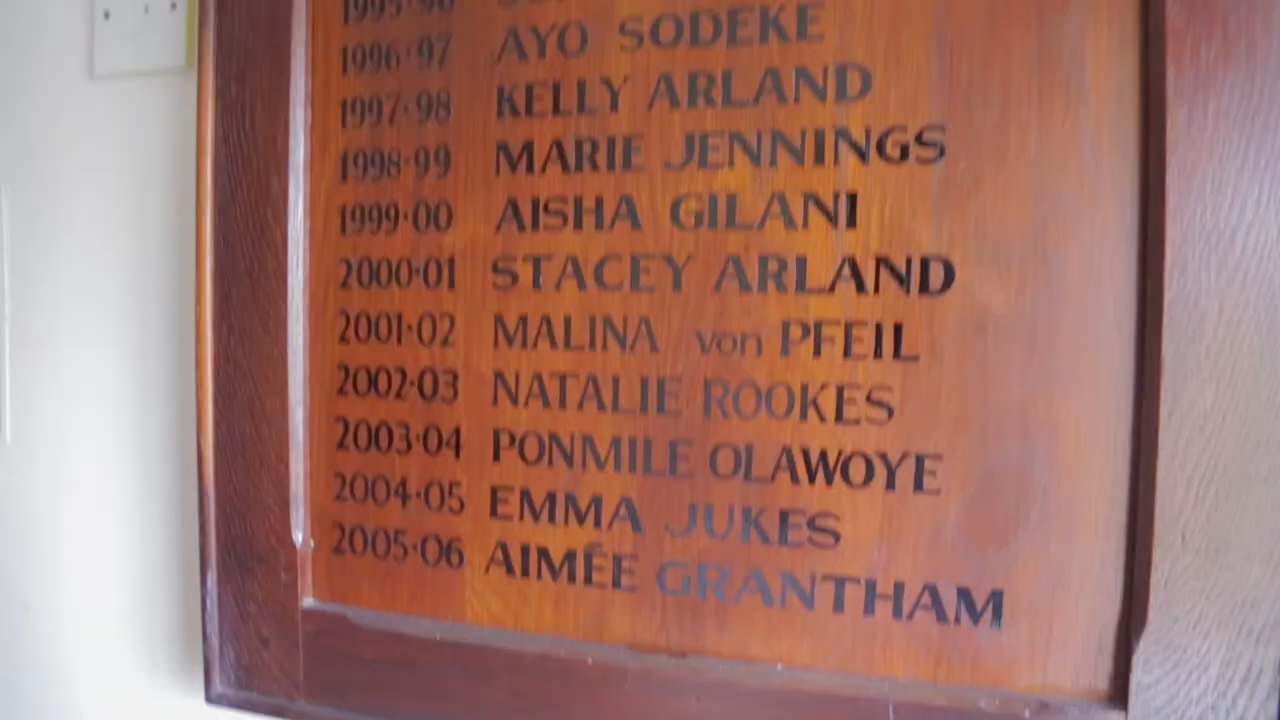 1995·96
1996·97 AYO SODEKE
1997·98 KELLY ARLAND
1998·99 MARIE JENNINGS
1999·00 AISHA GILANI
2000·01 STACEY ARLAND
2001·02 MALINA von PFEIL
2002·03 NATALIE ROOKES
2003·04 PONMILE OLAWOYE
2004·05 EMMA JUKES
2005·06 AIMÉE GRANTHAM